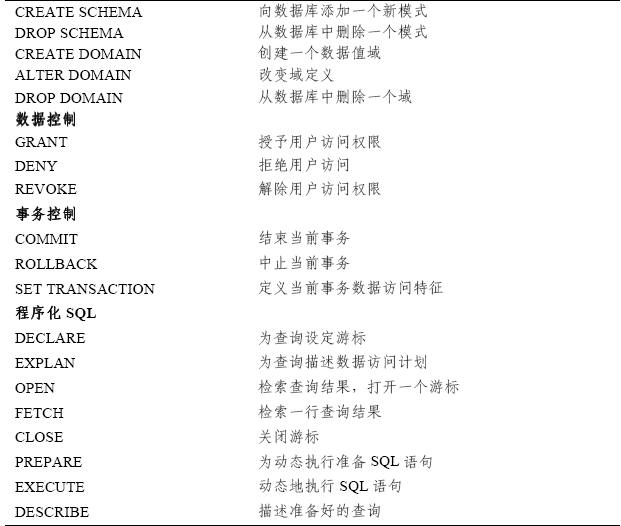 CREATE SCHEMA 向数据库添加一个新模式
DROP SCHEMA 从数据库中删除一个模式
CREATE DOMAIN 创建一个数据值域
ALTER DOMAIN 改变域定义
DROP DOMAIN 从数据库中删除一个域
数据控制
GRANT 授予用户访问权限
DENY 拒绝用户访问
REVOKE 解除用户访问权限
事务控制
COMMIT 结束当前事务
ROLLBACK 中止当前事务
SET TRANSACTION 定义当前事务数据访问特征
程序化 SQL
DECLARE 为查询设定游标
EXPLAN 为查询描述数据访问计划
OPEN 检索查询结果，打开一个游标
FETCH 检索一行查询结果
CLOSE 关闭游标
PREPARE 为动态执行准备 SQL 语句
EXECUTE 动态地执行 SQL 语句
DESCRIBE 描述准备好的查询